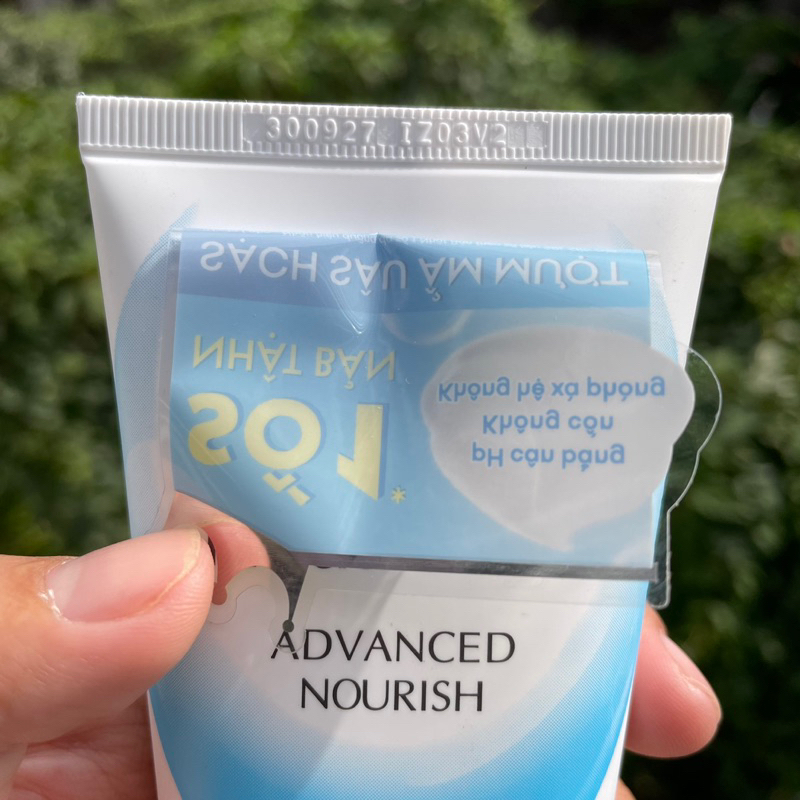 300927 IZ03V2
SẠCH SÂU ẨM MƯỢT
NHẬT BẢN
SỐ 1*
Không hệ xà phòng
Không cồn
pH cân bằng
ADVANCED
NOURISH